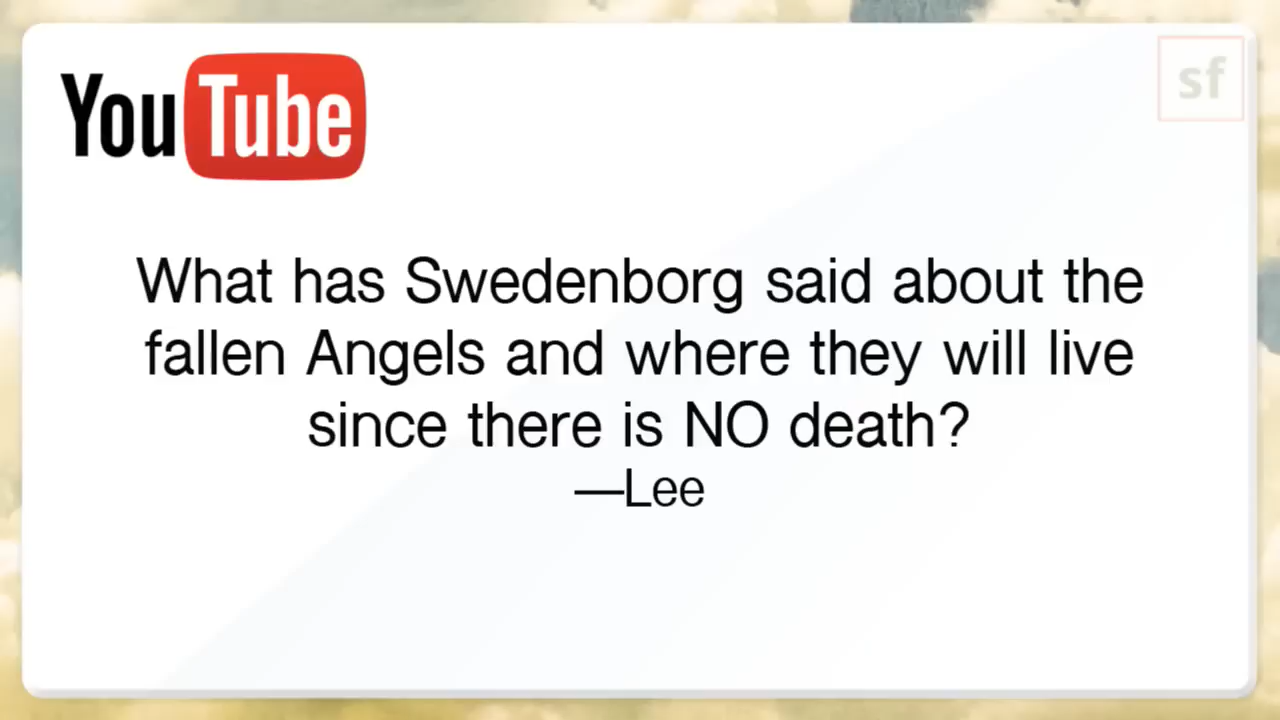 YouTube
sf
What has Swedenborg said about the
fallen Angels and where they will live
since there is NO death?
—Lee